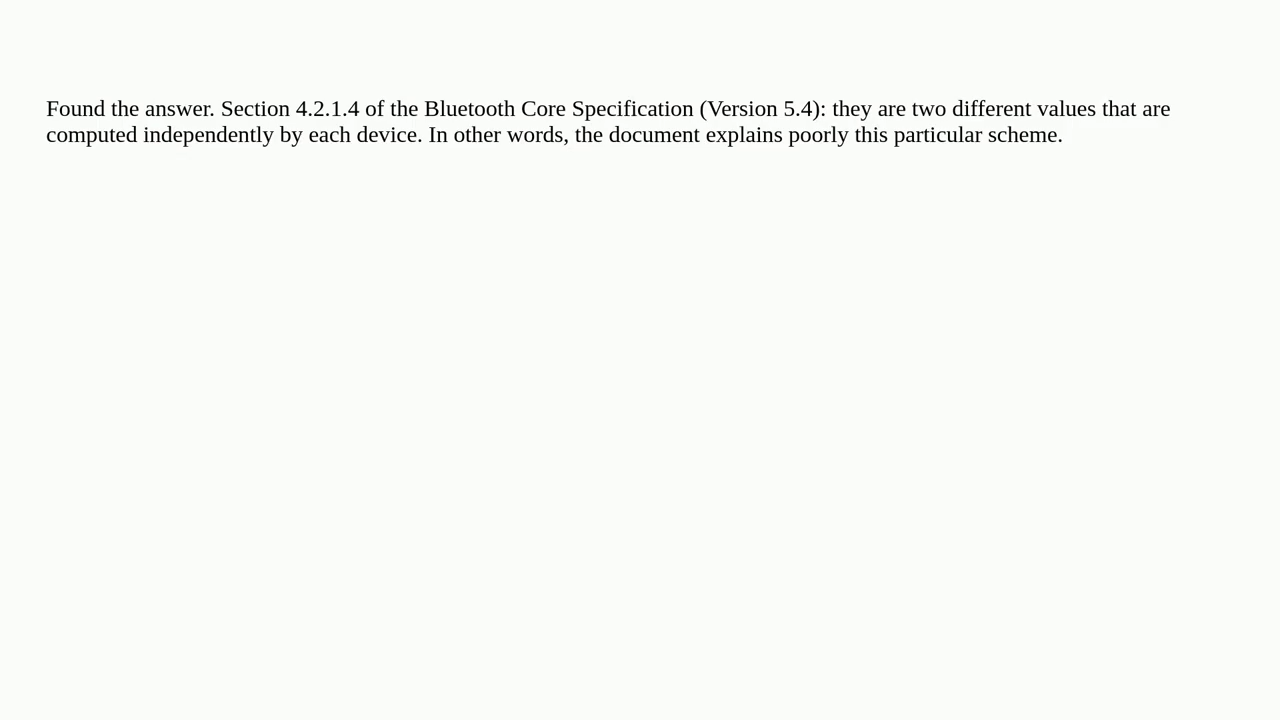 Found the answer. Section 4.2.1.4 of the Bluetooth Core Specification (Version 5.4): they are two different values that are
computed independently by each device. In other words, the document explains poorly this particular scheme.